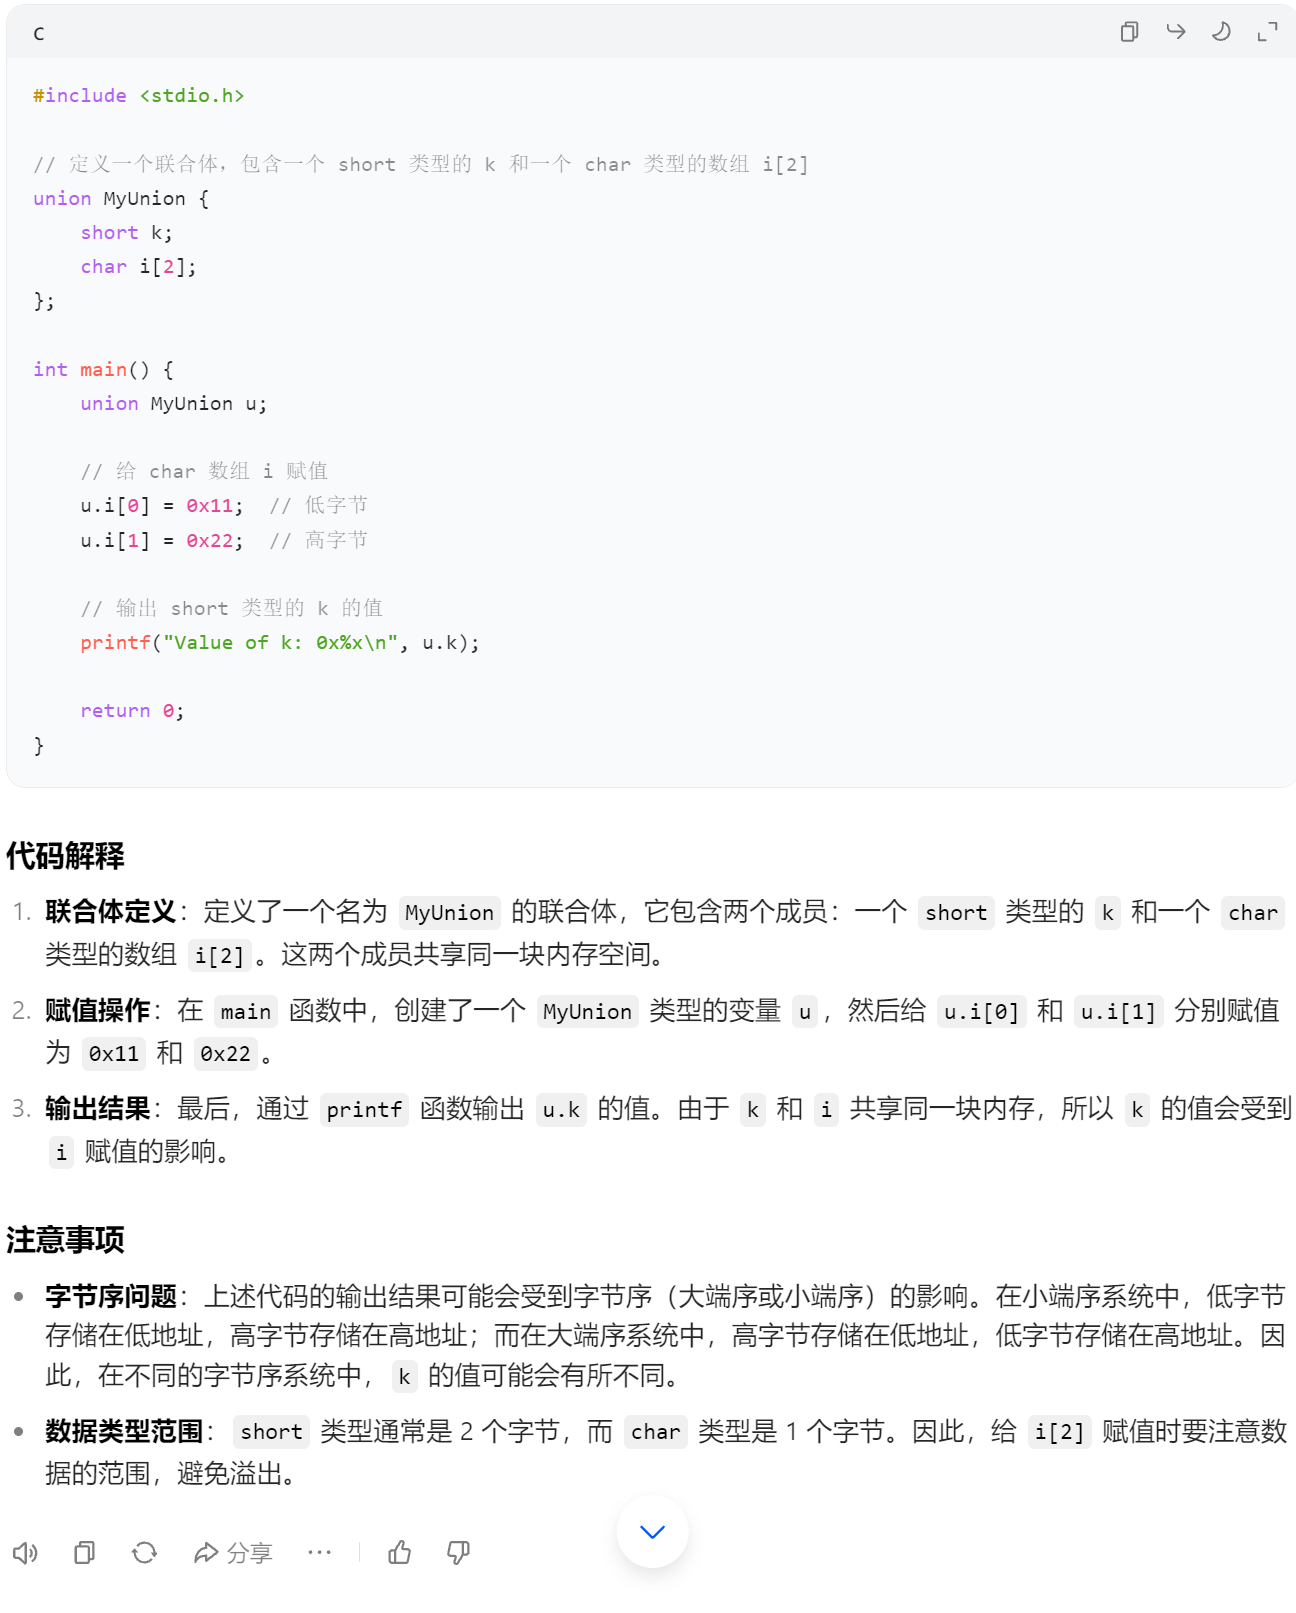 C
#include <stdio.h>
// 定义一个联合体，包含一个 short 类型的 k 和一个 char 类型的数组 i[2]
union MyUnion {
    short k;
    char i[2];
};
int main() {
    union MyUnion u;
    // 给 char 数组 i 赋值
    u.i[0] = 0x11;  // 低字节
    u.i[1] = 0x22;  // 高字节
    // 输出 short 类型的 k 的值
    printf("Value of k: 0x%x\n", u.k);
    return 0;
}
代码解释
1. 联合体定义：定义了一个名为 MyUnion 的联合体，它包含两个成员：一个 short 类型的 k 和一个 char
类型的数组 i[2] 。这两个成员共享同一块内存空间。
2. 赋值操作：在 main 函数中，创建了一个 MyUnion 类型的变量 u ，然后给 u.i[0] 和 u.i[1] 分别赋值
为 0x11 和 0x22 。
3. 输出结果：最后，通过 printf 函数输出 u.k 的值。由于 k 和 i 共享同一块内存，所以 k 的值会受到
i 赋值的影响。
注意事项
• 字节序问题：上述代码的输出结果可能会受到字节序（大端序或小端序）的影响。在小端序系统中，低字节
存储在低地址，高字节存储在高地址；而在大端序系统中，高字节存储在低地址，低字节存储在高地址。因
此，在不同的字节序系统中， k 的值可能会有所不同。
• 数据类型范围： short 类型通常是 2 个字节，而 char 类型是 1 个字节。因此，给 i[2] 赋值时要注意数
据的范围，避免溢出。
分享